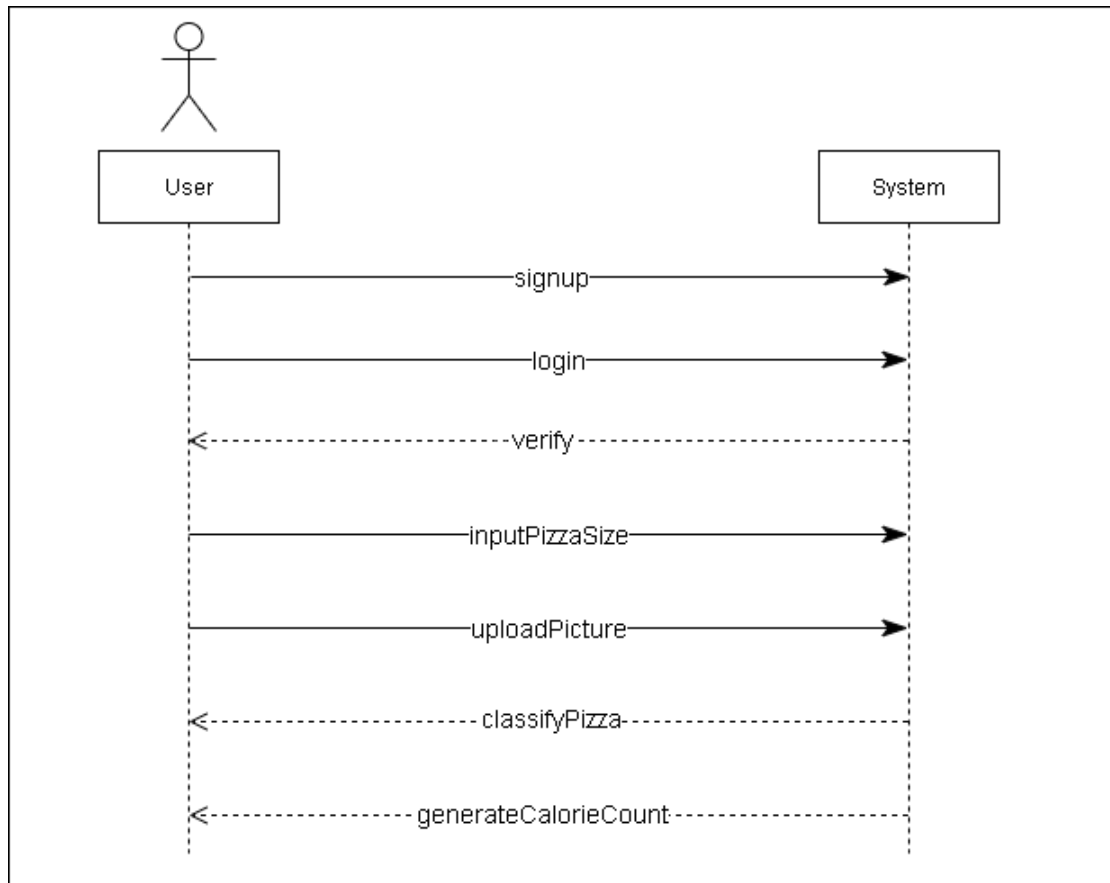 User
System
signup
login
verify
inputPizzaSize
uploadPicture
classifyPizza
generateCalorieCount